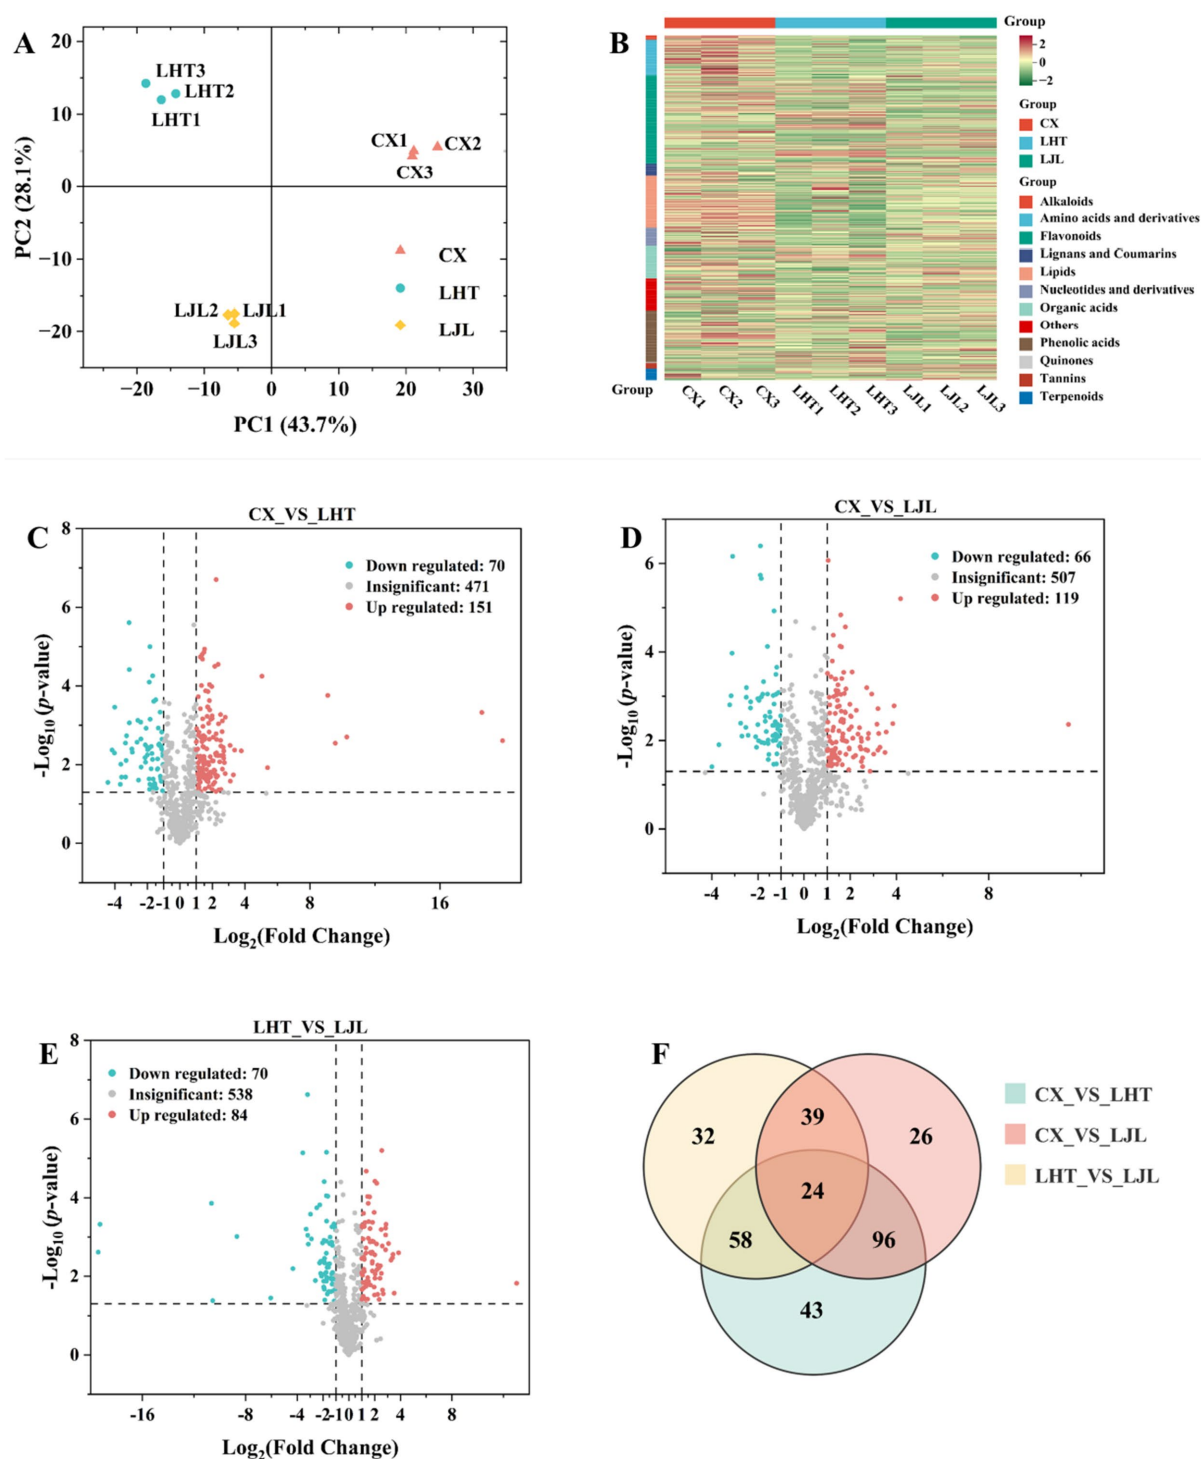 A
20
10
0
−10
−20
−20
−10
0
10
20
30
PC2 (28.1%)
PC1 (43.7%)
LHT3
LHT2
LHT1
CX1
CX2
CX3
LJL2
LJL1
LJL3
CX
LHT
LJL
B
Group
2
0
−2
Group
CX
LHT
LJL
Group
Alkaloids
Amino acids and derivatives
Flavonoids
Lignans and Coumarins
Lipids
Nucleotides and derivatives
Organic acids
Others
Phenolic acids
Quinones
Tannins
Terpenoids
Group
CX1
CX2
CX3
LHT1
LHT2
LHT3
LJL1
LJL2
LJL3
C
CX_VS_LHT
Down regulated: 70
Insignificant: 471
Up regulated: 151
8
6
4
2
0
-Log10 (p-value)
-4 -2 -1 0 1 2 4 8 16
Log2(Fold Change)
D
CX_VS_LJL
Down regulated: 66
Insignificant: 507
Up regulated: 119
6
4
2
0
-Log10 (p-value)
-4 -2 -1 0 1 2 4 8
Log2(Fold Change)
E
LHT_VS_LJL
Down regulated: 70
Insignificant: 538
Up regulated: 84
8
6
4
2
0
-Log10 (p-value)
-16 -8 -4 -2 -1 0 1 2 4 8
Log2(Fold Change)
F
32
39
26
24
58
96
43
CX_VS_LHT
CX_VS_LJL
LHT_VS_LJL